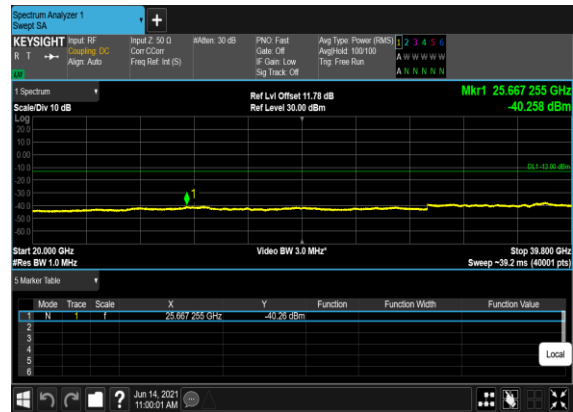 Spectrum Analyzer 1
Swept SA
+
KEYSIGHT Input: RF Input Z: 50 Ω #Atten: 30 dB PNO: Fast Avg Type: Power (RMS) 1 2 3 4 5 6
R T Coupling: DC Corr CCorr Gate: Off Avg|Hold: 100/100 A W W W W W
Align: Auto Freq Ref: Int (S) IF Gain: Low Trig: Free Run
Sig Track: Off A N N N N N
1 Spectrum Ref Lvl Offset 11.78 dB Mkr1 25.667 255 GHz
Scale/Div 10 dB Ref Level 30.00 dBm -40.258 dBm
Log
20.0
10.0
0.00
-10.0 DL1 -13.00 dBm
-20.0
-30.0 1
-40.0
-50.0
-60.0
Start 20.000 GHz Video BW 3.0 MHz* Stop 39.800 GHz
#Res BW 1.0 MHz Sweep ~39.2 ms (40001 pts)
5 Marker Table
Mode Trace Scale X Y Function Function Width Function Value
1 N 1 f 25.667 255 GHz -40.26 dBm
2
3
4
5
6
Local
? Jun 14, 2021
11:00:01 AM